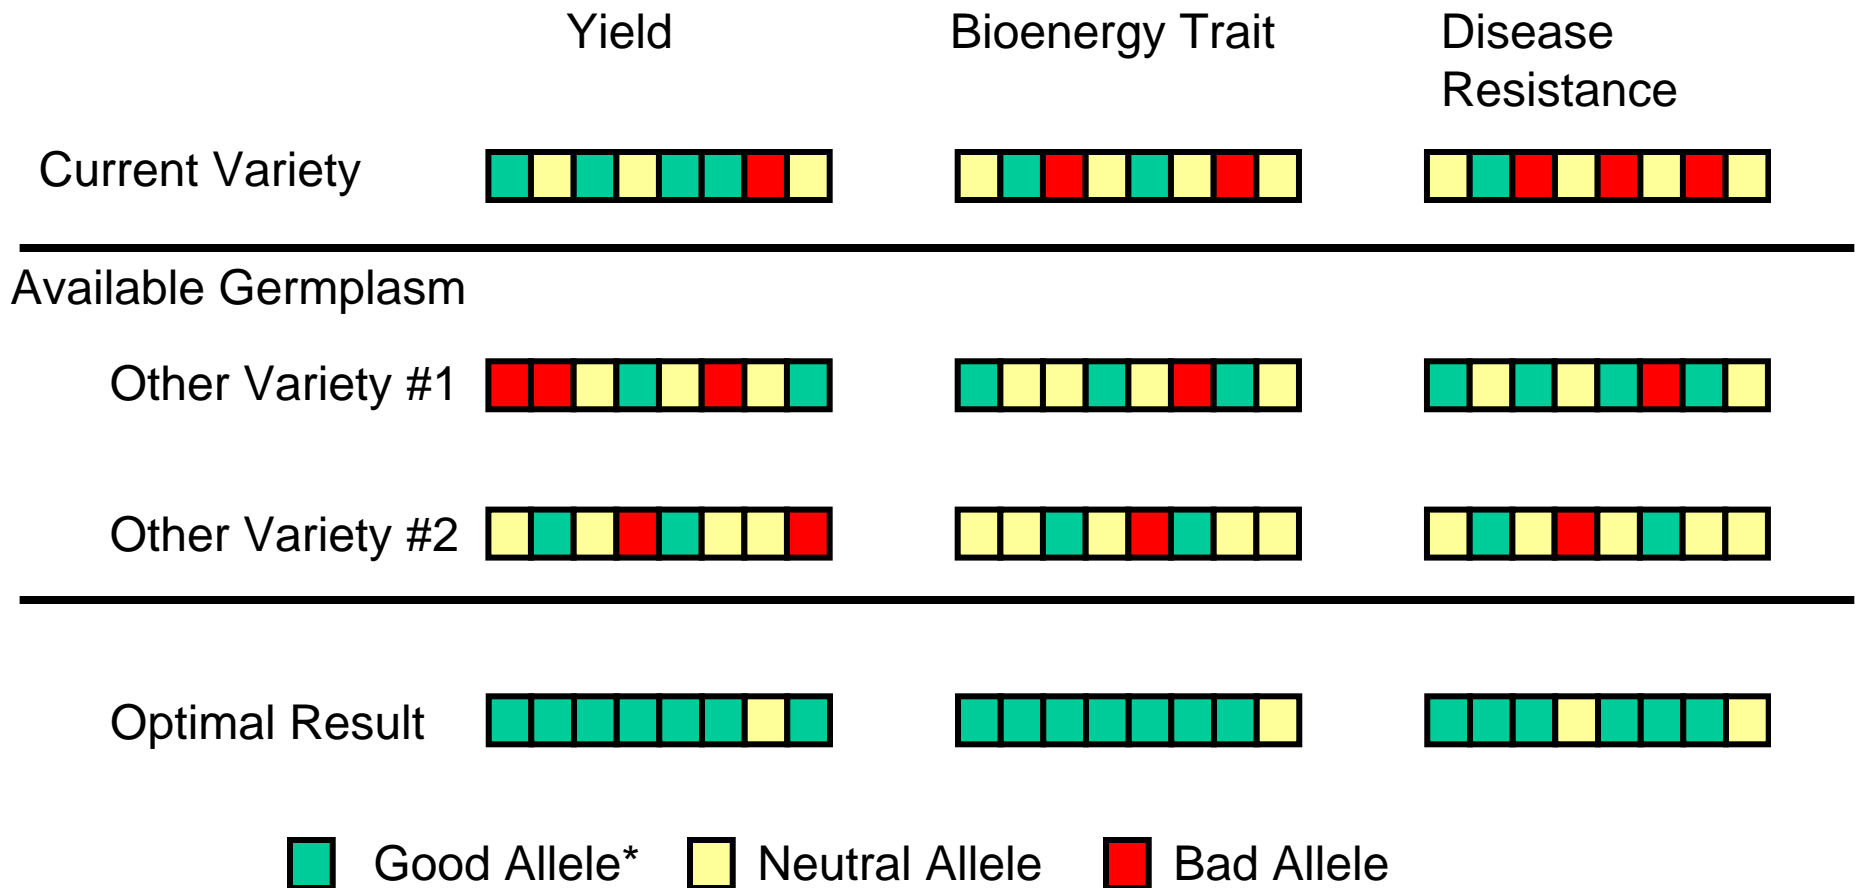 Yield
Bioenergy Trait
Disease
Resistance
Current Variety
Available Germplasm
Other Variety #1
Other Variety #2
Optimal Result
Good Allele*
Neutral Allele
Bad Allele